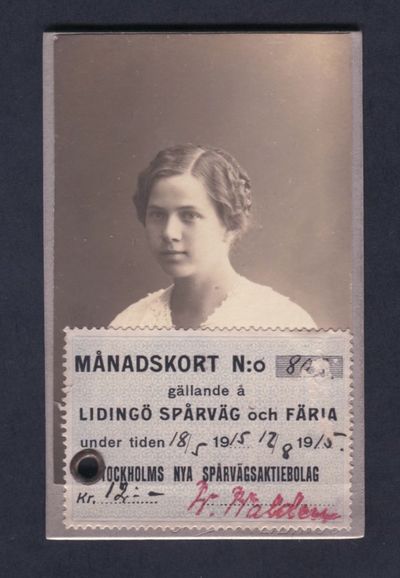 MÅNADSKORT N:o
gällande å
LIDINGÖ SPÅRVÄG och FÄRJA
under tiden 18/5 1915 12/8 1915.
STOCKHOLMS NYA SPÅRVÄGSAKTIEBOLAG
Kr. 12:-- W. Waldén